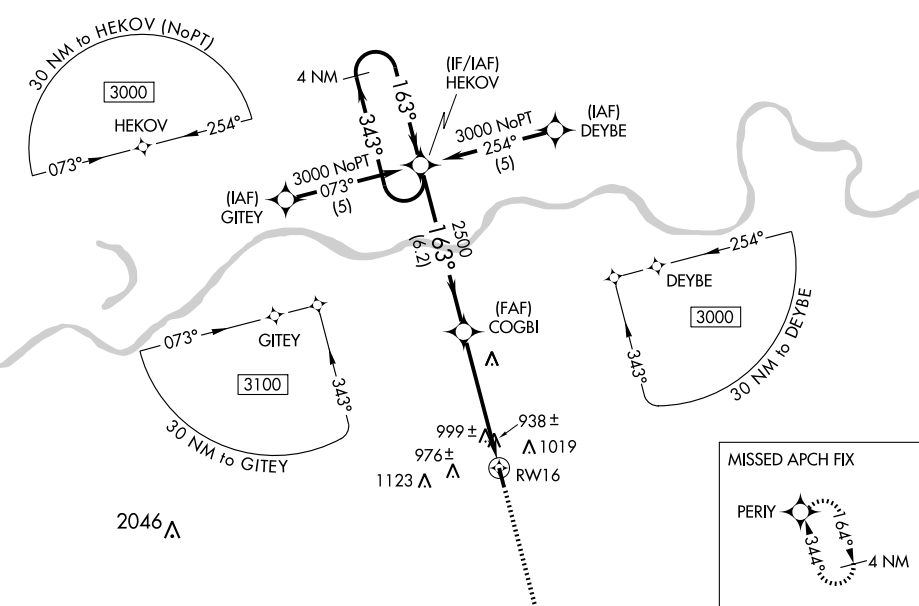 30 NM to HEKOV (NoPT)
3000
HEKOV
073°
254°
4 NM
163°
343°
(IF/IAF)
HEKOV
(IAF)
DEYBE
3000 NoPT
254°
(5)
3000 NoPT
073°
(5)
(IAF)
GITEY
2500
163°
(6.2)
(FAF)
COGBI
073°
GITEY
3100
343°
30 NM to GITEY
254°
DEYBE
3000
343°
30 NM to DEYBE
938 ±
999 ±
1019
976 ±
1123
RW16
2046
MISSED APCH FIX
PERIY
164°
344°
4 NM